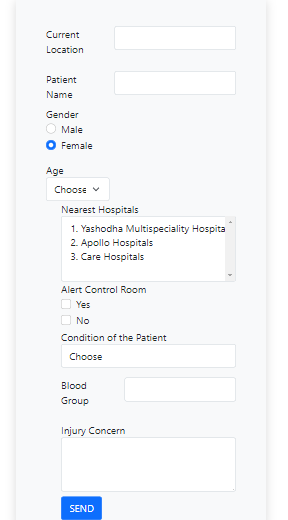 Current
Location
Patient
Name
Gender
Male
Female
Age
Choose
Nearest Hospitals
1. Yashodha Multispeciality Hospita
2. Apollo Hospitals
3. Care Hospitals
Alert Control Room
Yes
No
Condition of the Patient
Choose
Blood
Group
Injury Concern
SEND